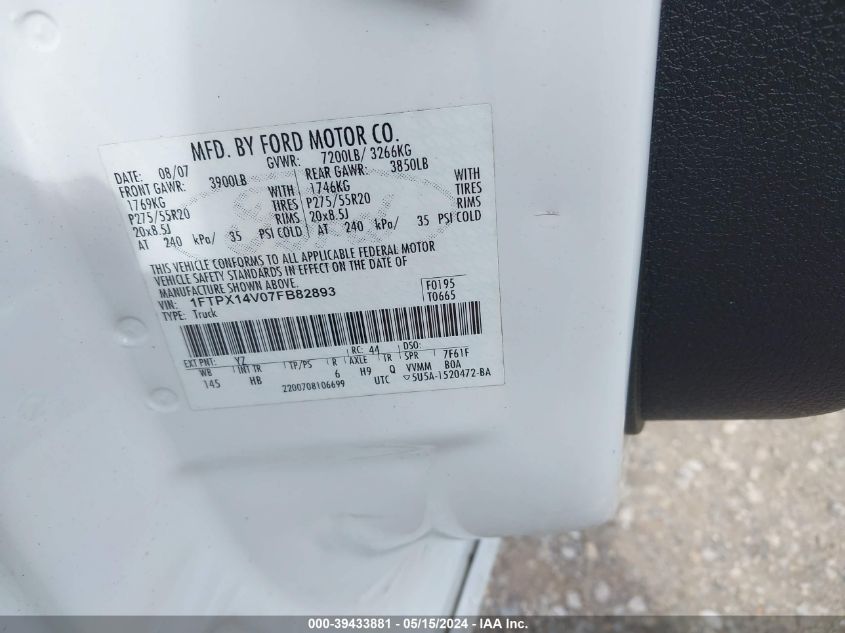 MFD. BY FORD MOTOR CO.
DATE: 08/07 GVWR: 7200LB/ 3266KG
FRONT GAWR: 3900LB REAR GAWR: 3850LB
1769KG WITH 1746KG WITH
P275/55R20 TIRES P275/55R20 TIRES
20x8.5J RIMS 20x8.5J RIMS
AT 240 kPa/ 35 PSI COLD AT 240 kPa/ 35 PSI COLD
THIS VEHICLE CONFORMS TO ALL APPLICABLE FEDERAL MOTOR
VEHICLE SAFETY STANDARDS IN EFFECT ON THE DATE OF
MANUFACTURE SHOWN ABOVE.
VIN: 1FTPX14V07FB82893 F0195
TYPE: Truck T0665
EXT PNT: YZ RC: 44 DSO:
WB INT TR TP/PS R AXLE TR SPR 7F61F
145 HB 6 H9 Q VVMM BOA
2200708106699 UTC 5U5A-1520472-BA
000-39433881 - 05/15/2024 - IAA Inc.